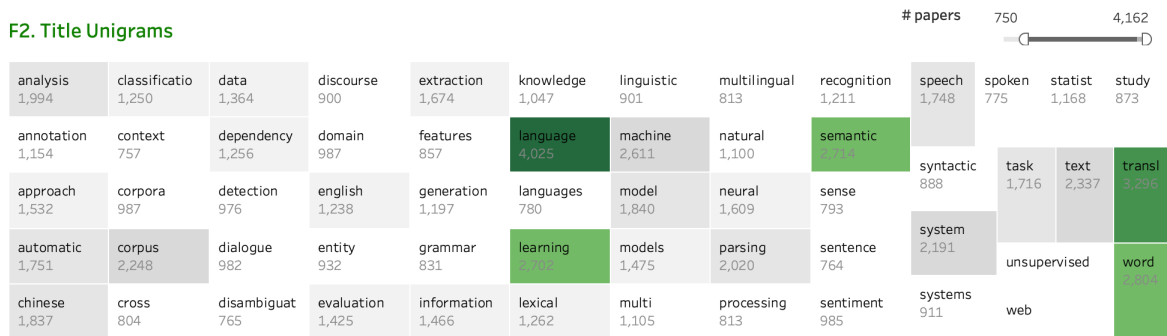 # papers 750 4,162
F2. Title Unigrams
analysis
1,994
annotation
1,154
approach
1,532
automatic
1,751
chinese
1,837
classificatio
1,250
context
757
corpora
987
corpus
2,248
cross
804
data
1,364
dependency
1,256
detection
976
dialogue
982
disambiguat
765
discourse
900
domain
987
english
1,238
entity
932
evaluation
1,425
extraction
1,674
features
857
generation
1,197
grammar
831
information
1,466
knowledge
1,047
language
4,025
languages
780
learning
2,702
lexical
1,262
linguistic
901
machine
2,611
model
1,840
models
1,475
multi
1,105
multilingual
813
natural
1,100
neural
1,609
parsing
2,020
processing
813
recognition
1,211
semantic
2,714
sense
793
sentence
764
sentiment
985
speech
1,748
syntactic
888
system
2,191
systems
911
spoken
775
statist
1,168
study
873
task
1,716
text
2,337
transl
3,296
unsupervised
web
word
2,804